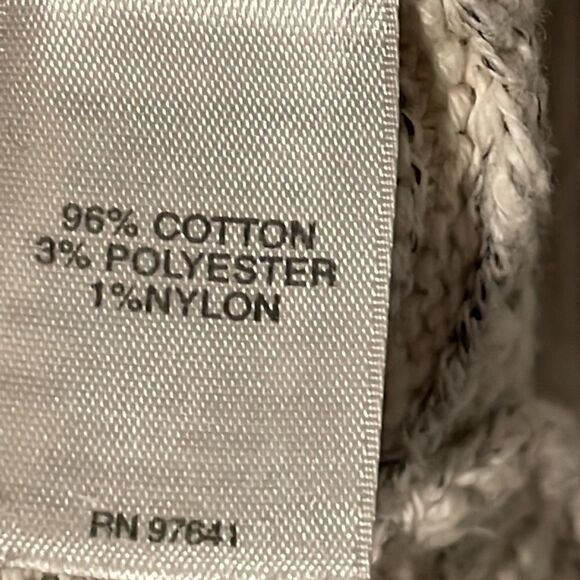 96% COTTON
3% POLYESTER
1%NYLON
RN 97641